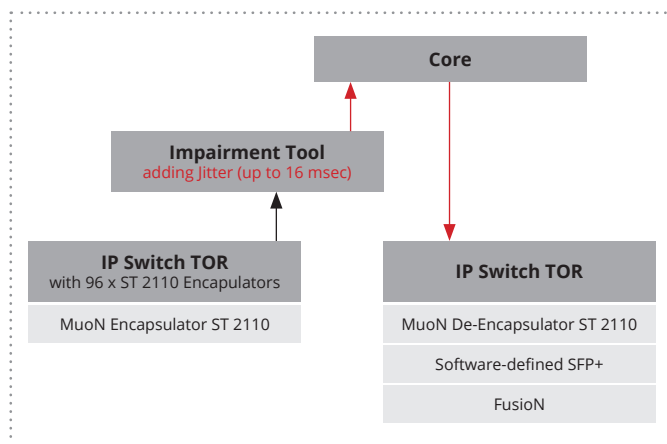 Core
Impairment Tool
adding Jitter (up to 16 msec)
IP Switch TOR
with 96 x ST 2110 Encapulators
MuoN Encapsulator ST 2110
IP Switch TOR
MuoN De-Encapsulator ST 2110
Software-defined SFP+
FusioN